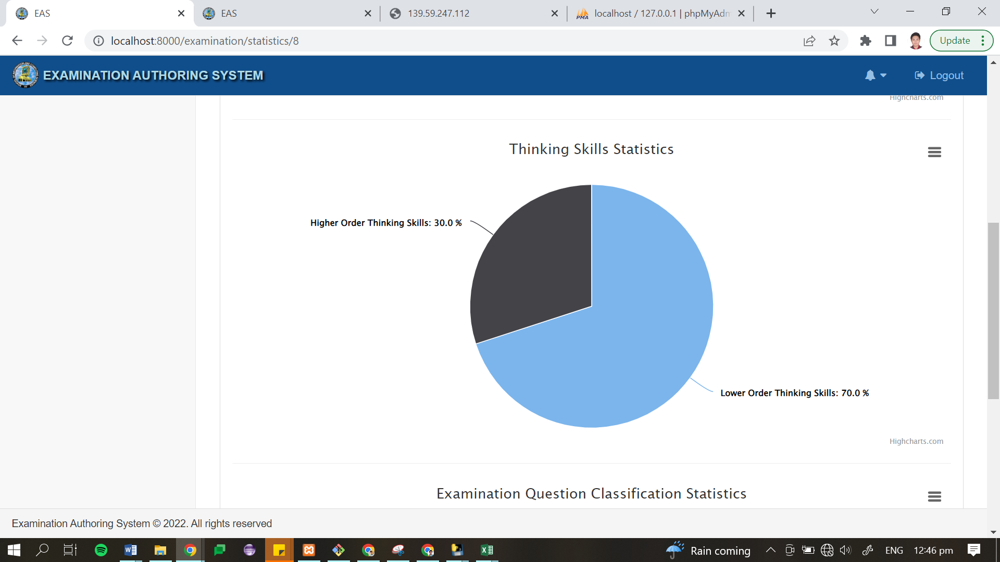 EAS
EAS
139.59.247.112
localhost / 127.0.0.1 | phpMyAdm
localhost:8000/examination/statistics/8
Update
EXAMINATION AUTHORING SYSTEM
Logout
Highcharts.com
Thinking Skills Statistics
Higher Order Thinking Skills: 30.0 %
Lower Order Thinking Skills: 70.0 %
Highcharts.com
Examination Question Classification Statistics
Examination Authoring System © 2022. All rights reserved
Rain coming
ENG
12:46 pm